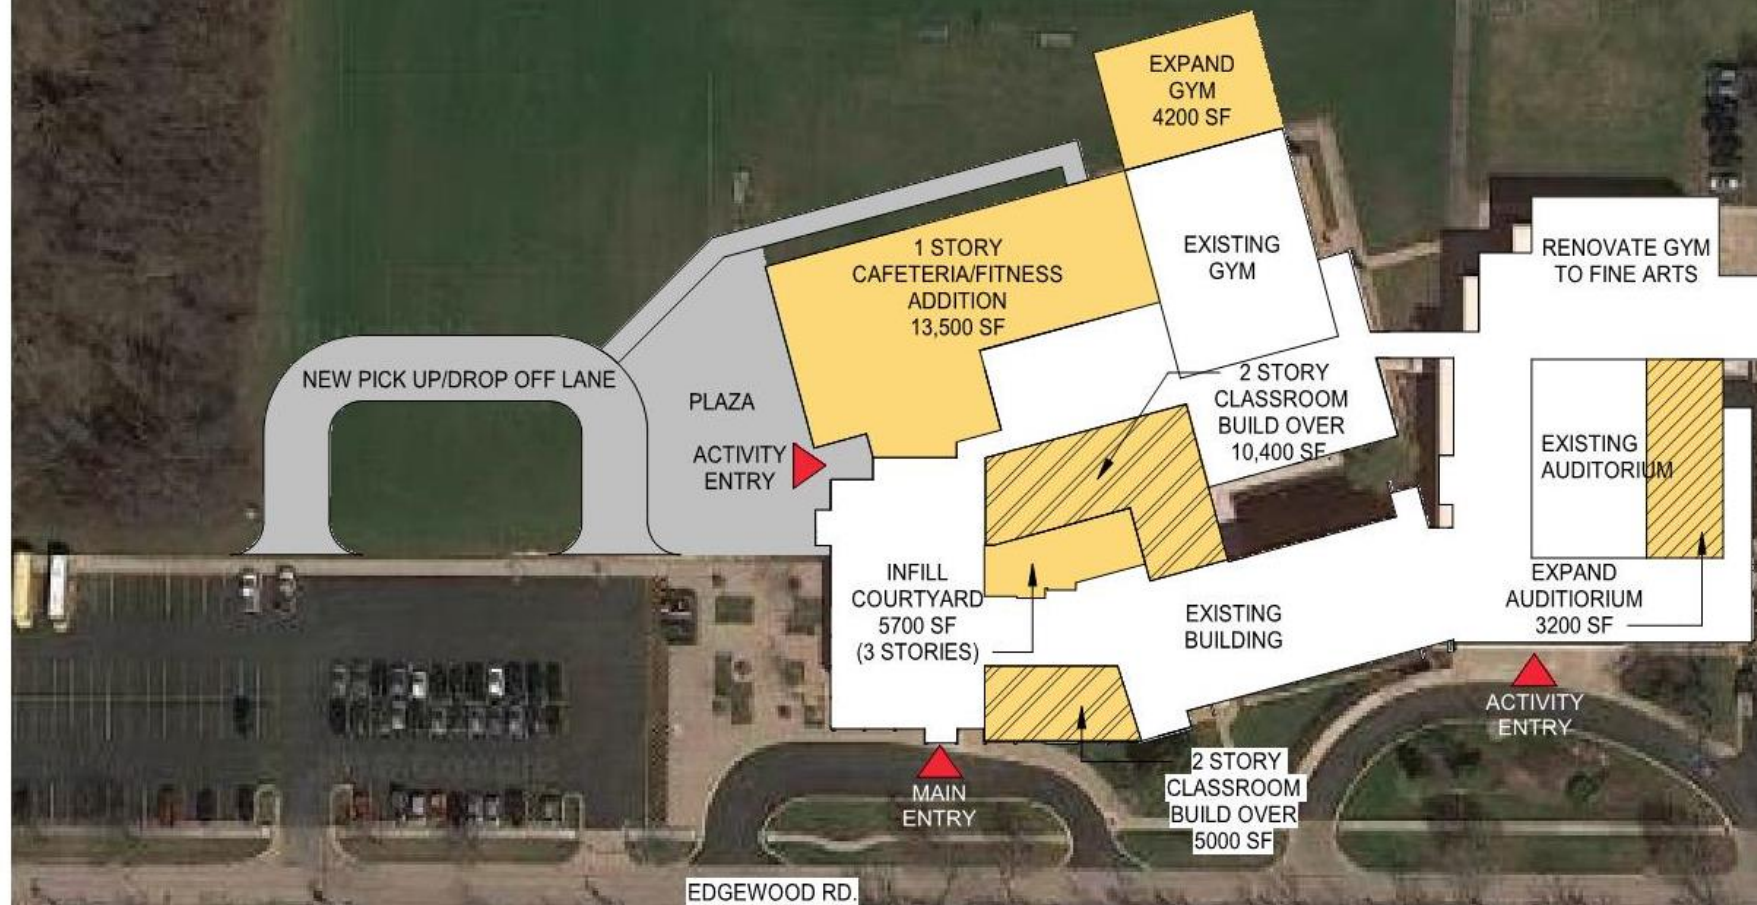 EXPAND
GYM
4200 SF
1 STORY
CAFETERIA/FITNESS
ADDITION
13,500 SF
EXISTING
GYM
RENOVATE GYM
TO FINE ARTS
NEW PICK UP/DROP OFF LANE
PLAZA
ACTIVITY
ENTRY
2 STORY
CLASSROOM
BUILD OVER
10,400 SF.
EXISTING
AUDITORIUM
INFILL
COURTYARD
5700 SF
(3 STORIES)
EXISTING
BUILDING
EXPAND
AUDITIORIUM
3200 SF
ACTIVITY
ENTRY
MAIN
ENTRY
2 STORY
CLASSROOM
BUILD OVER
5000 SF
EDGEWOOD RD.